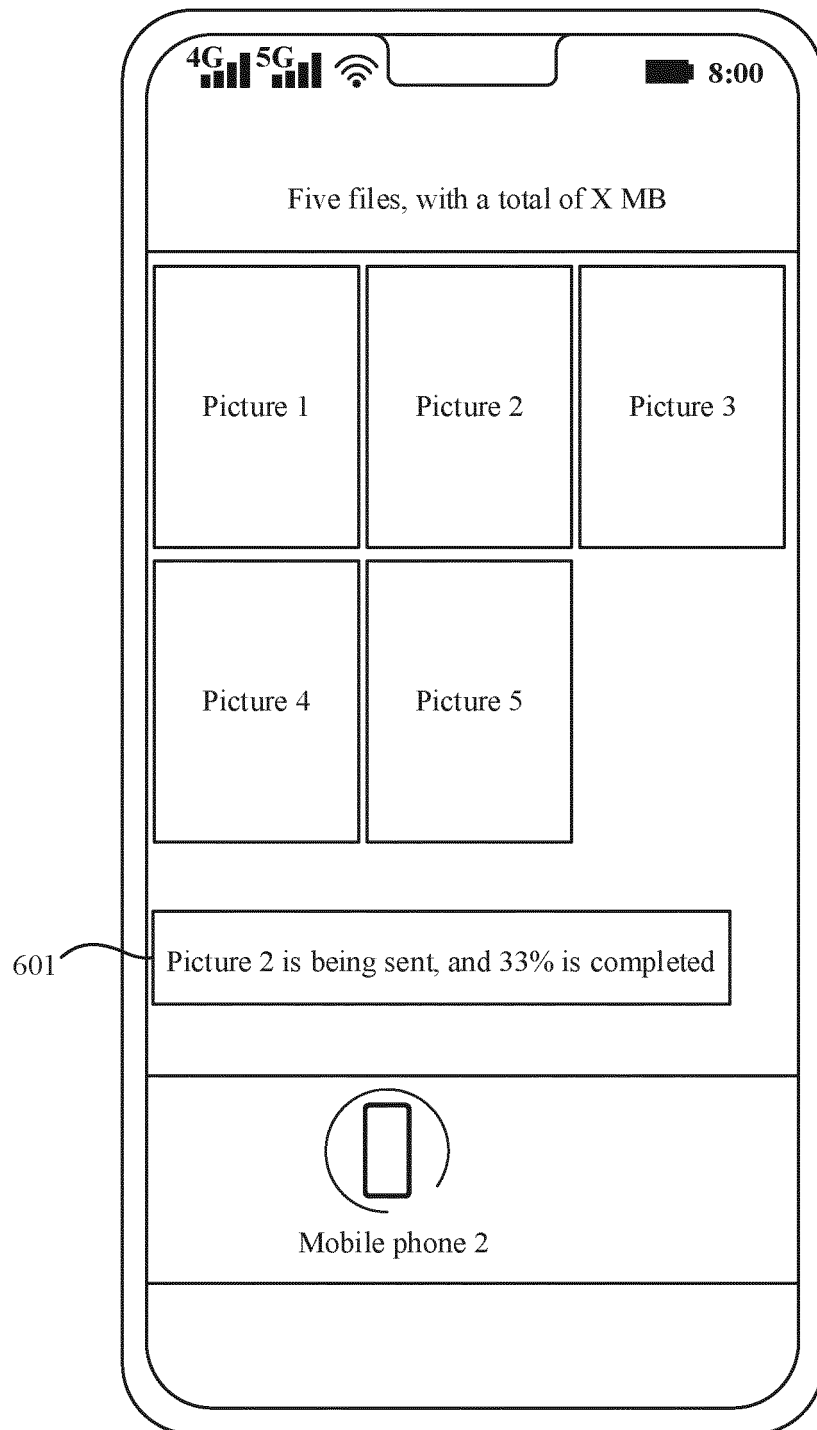 4G 5G 8:00
Five files, with a total of X MB
Picture 1 Picture 2 Picture 3
Picture 4 Picture 5
601 Picture 2 is being sent, and 33% is completed
Mobile phone 2